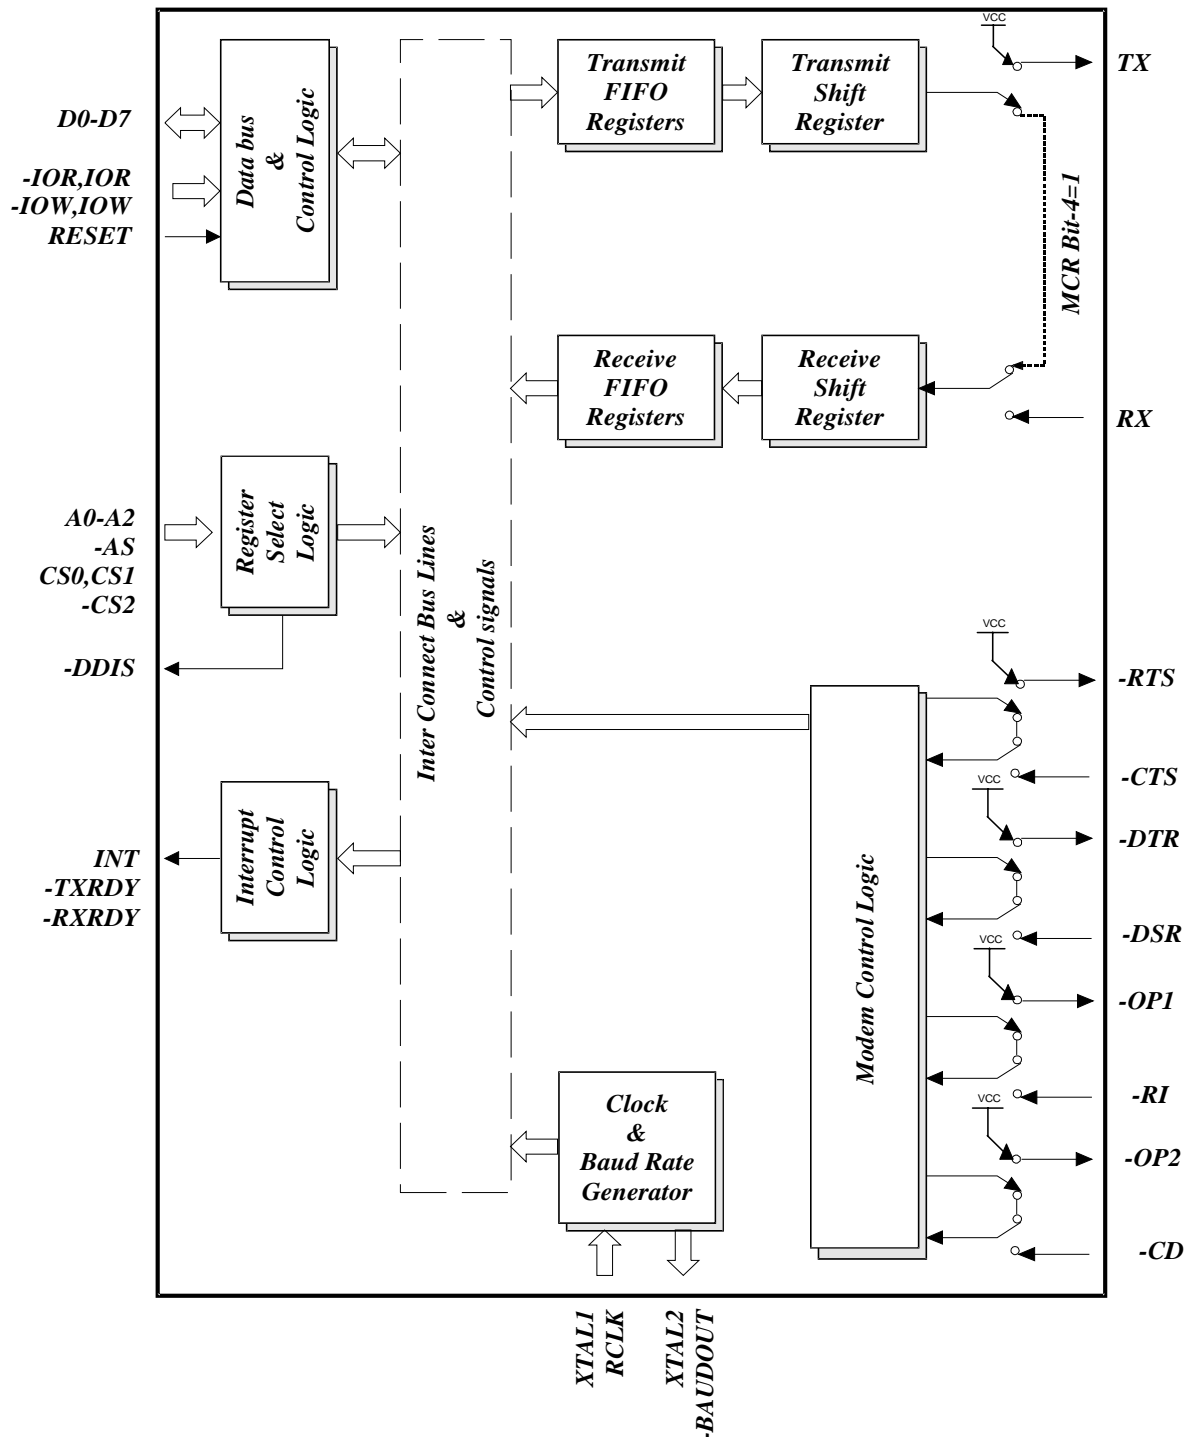 D0-D7
-IOR,IOR
-IOW,IOW
RESET
Data bus
&
Control Logic
A0-A2
-AS
CS0,CS1
-CS2
-DDIS
Register
Select
Logic
INT
-TXRDY
-RXRDY
Interrupt
Control
Logic
Inter Connect Bus Lines
&
Control signals
Transmit
FIFO
Registers
Transmit
Shift
Register
Receive
FIFO
Registers
Receive
Shift
Register
VCC
TX
MCR Bit-4=1
RX
Modem Control Logic
VCC
-RTS
-CTS
VCC
-DTR
-DSR
VCC
-OP1
-RI
VCC
-OP2
-CD
Clock
&
Baud Rate
Generator
XTAL1
RCLK
XTAL2
-BAUDOUT